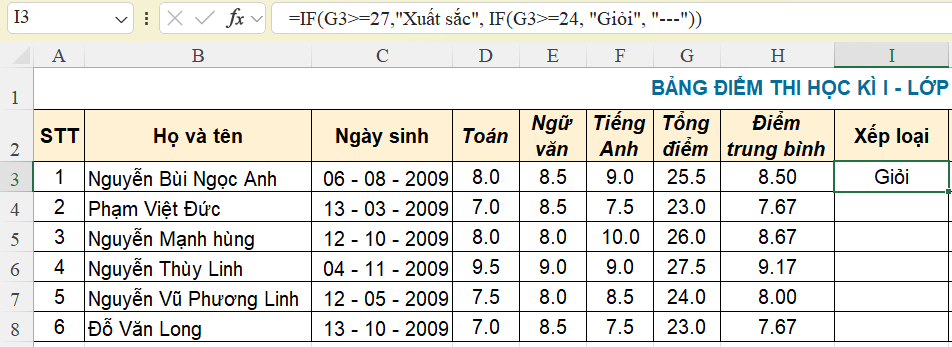 I3 =IF(G3>=27,"Xuất sắc", IF(G3>=24, "Giỏi", "---"))
A B C D E F G H I
1 BẢNG ĐIỂM THI HỌC KÌ I - LỚP
2 STT Họ và tên Ngày sinh Toán Ngữ văn Tiếng Anh Tổng điểm Điểm trung bình Xếp loại
3 1 Nguyễn Bùi Ngọc Anh 06 - 08 - 2009 8.0 8.5 9.0 25.5 8.50 Giỏi
4 2 Phạm Việt Đức 13 - 03 - 2009 7.0 8.5 7.5 23.0 7.67
5 3 Nguyễn Mạnh hùng 12 - 10 - 2009 8.0 8.0 10.0 26.0 8.67
6 4 Nguyễn Thùy Linh 04 - 11 - 2009 9.5 9.0 9.0 27.5 9.17
7 5 Nguyễn Vũ Phương Linh 12 - 05 - 2009 7.5 8.0 8.5 24.0 8.00
8 6 Đỗ Văn Long 13 - 10 - 2009 7.0 8.5 7.5 23.0 7.67